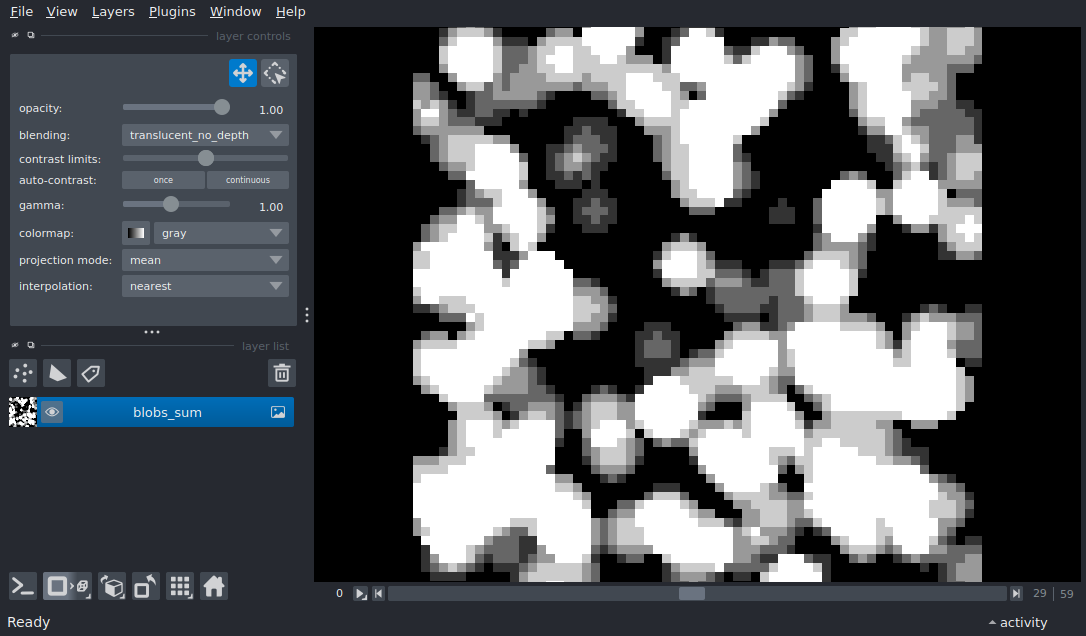 File View Layers Plugins Window Help
layer controls
opacity: 1.00
blending: translucent_no_depth
contrast limits:
auto-contrast: once continuous
gamma: 1.00
colormap: gray
projection mode: mean
interpolation: nearest
layer list
blobs_sum
0 29 59
Ready activity